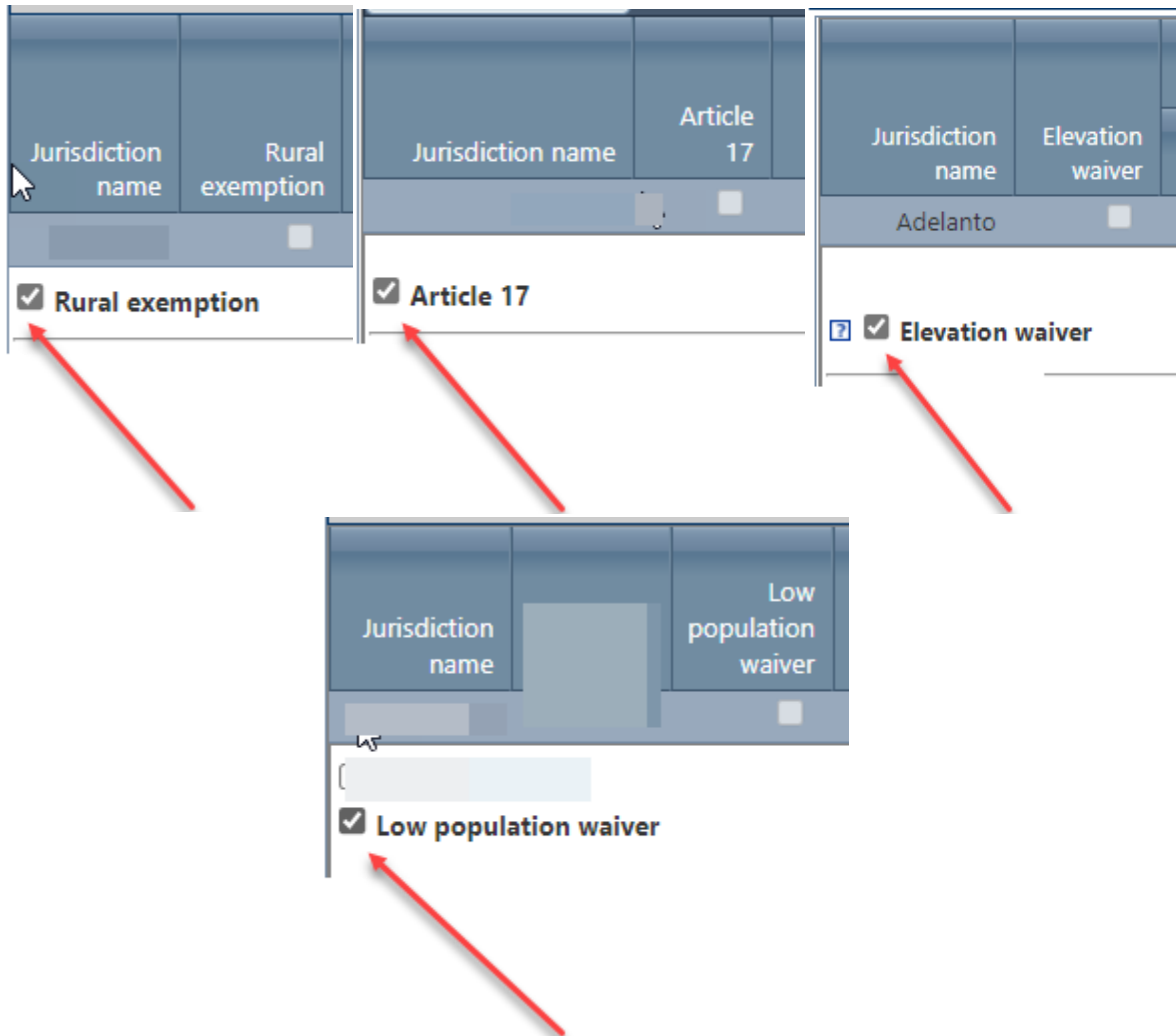 Jurisdiction name
Rural exemption
Rural exemption
Jurisdiction name
Article 17
Article 17
Jurisdiction name
Elevation waiver
Adelanto
? Elevation waiver
Jurisdiction name
Low population waiver
Low population waiver